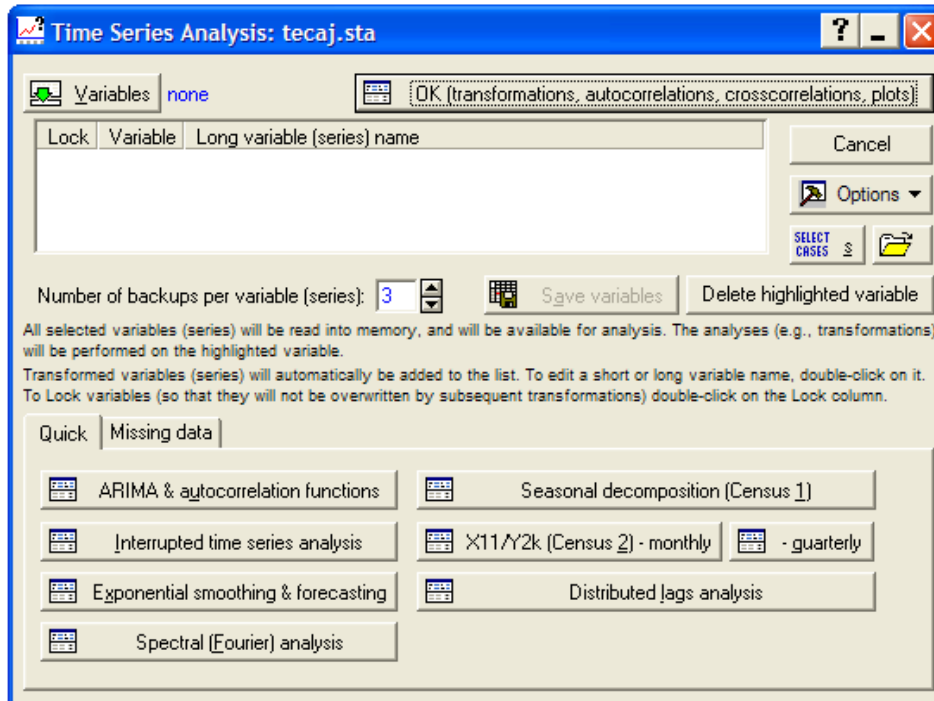 Time Series Analysis: tecaj.sta
?
Variables none OK (transformations, autocorrelations, crosscorrelations, plots)
Lock Variable Long variable (series) name
Cancel
Options
SELECT CASES S
Number of backups per variable (series): 3 Save variables Delete highlighted variable
All selected variables (series) will be read into memory, and will be available for analysis. The analyses (e.g., transformations)
will be performed on the highlighted variable.
Transformed variables (series) will automatically be added to the list. To edit a short or long variable name, double-click on it.
To Lock variables (so that they will not be overwritten by subsequent transformations) double-click on the Lock column.
Quick Missing data
ARIMA & autocorrelation functions Seasonal decomposition (Census 1)
Interrupted time series analysis X11/Y2k (Census 2) - monthly - quarterly
Exponential smoothing & forecasting Distributed lags analysis
Spectral (Fourier) analysis